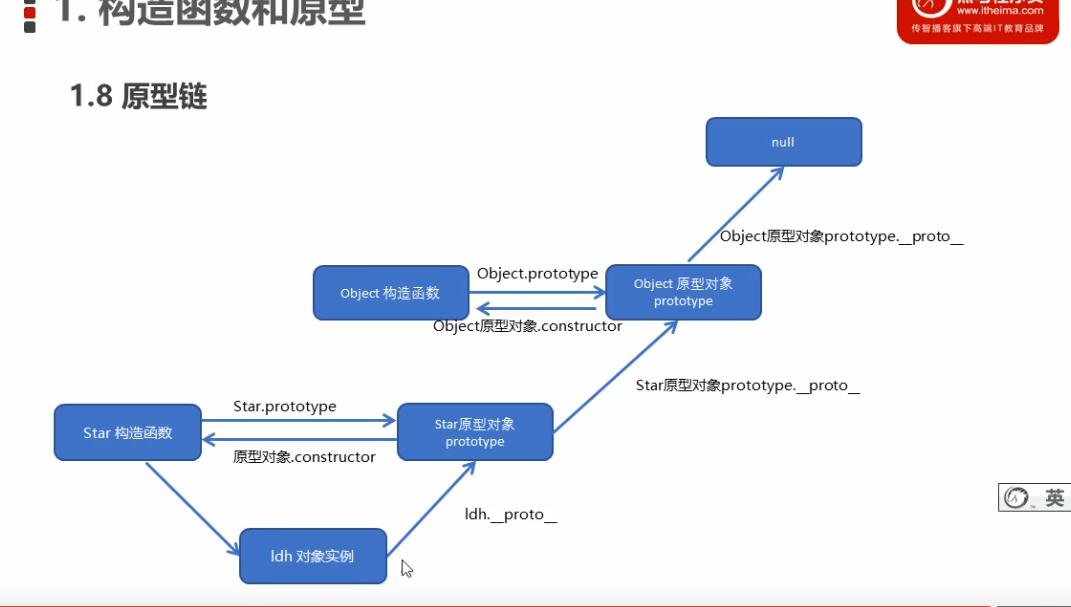 1. 构造函数和原型
www.itheima.com
传智播客旗下高端IT教育品牌
1.8 原型链
null
Object原型对象prototype.__proto__
Object 构造函数
Object.prototype
Object 原型对象
prototype
Object原型对象.constructor
Star原型对象prototype.__proto__
Star 构造函数
Star.prototype
Star原型对象
prototype
原型对象.constructor
ldh.__proto__
ldh 对象实例
英